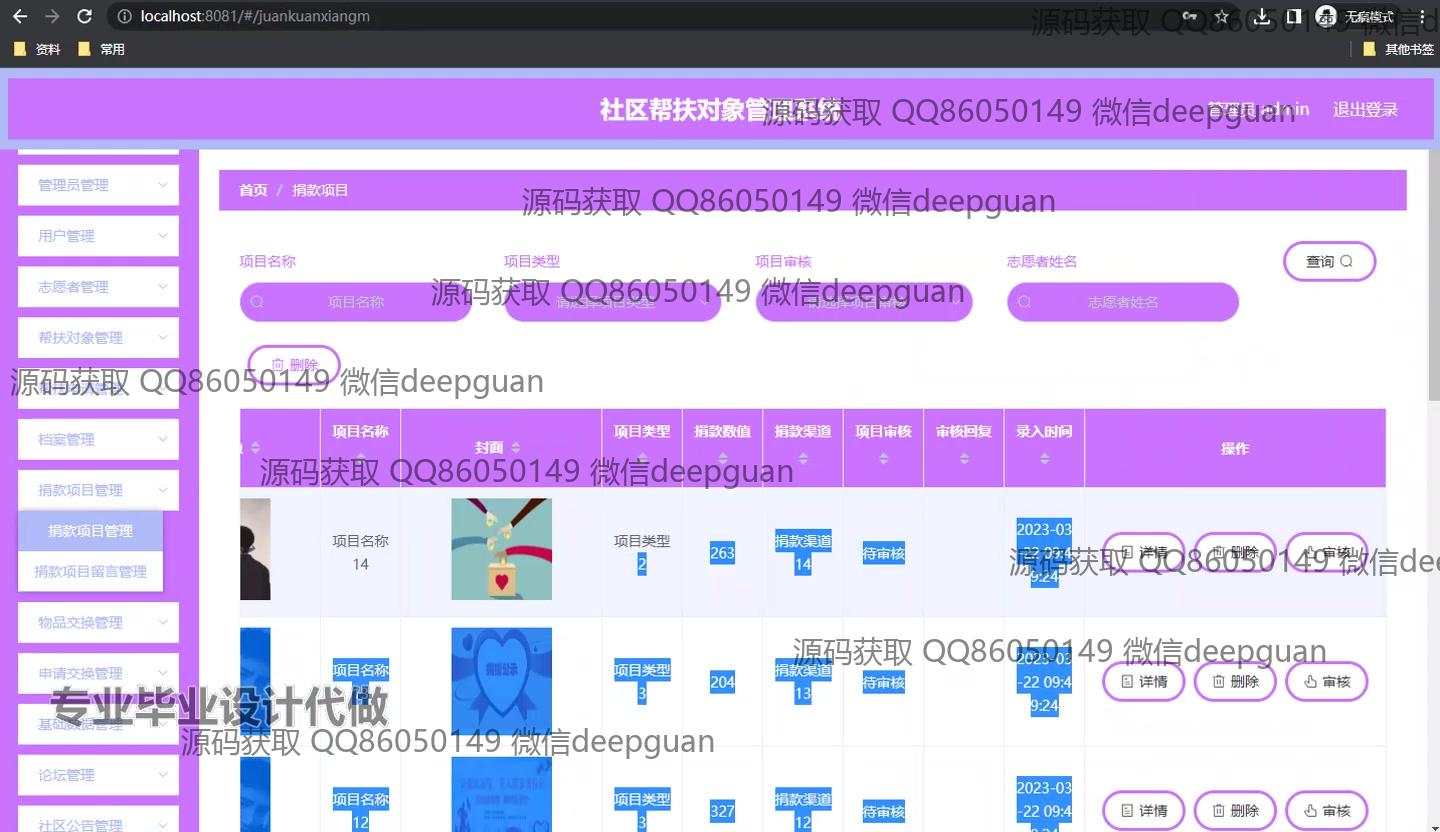 localhost:8081/#/juankuanxiangm
无痕模式
源码获取 QQ86050149 微信d
资料
常用
其他书签
社区帮扶对象管理系统
源码获取 QQ86050149 微信deepguan
管理员 admin
退出登录
管理员管理
用户管理
志愿者管理
帮扶对象管理
档案管理
捐款项目管理
捐款项目管理
捐款项目留言管理
物品交换管理
申请交换管理
基础数据管理
论坛管理
社区公告管理
首页 / 捐款项目
源码获取 QQ86050149 微信deepguan
项目名称
项目类型
项目审核
志愿者姓名
查询
项目名称
请选择项目类型
请选择项目审核
志愿者姓名
源码获取 QQ86050149 微信deepguan
删除
源码获取 QQ86050149 微信deepguan
项目名称
封面
项目类型
捐款数值
捐款渠道
项目审核
审核回复
录入时间
操作
源码获取 QQ86050149 微信deepguan
项目名称
14
项目类型
2
263
捐款渠道
14
待审核
2023-03
-22 09:4
9:24
详情
删除
审核
源码获取 QQ86050149 微信dee
项目名称
捐赠公示
项目类型
3
204
捐款渠道
13
待审核
2023-03
-22 09:4
9:24
详情
删除
审核
源码获取 QQ86050149 微信deepguan
专业毕业设计代做
源码获取 QQ86050149 微信deepguan
项目名称
12
项目类型
3
327
捐款渠道
12
待审核
2023-03
-22 09:4
9:24
详情
删除
审核